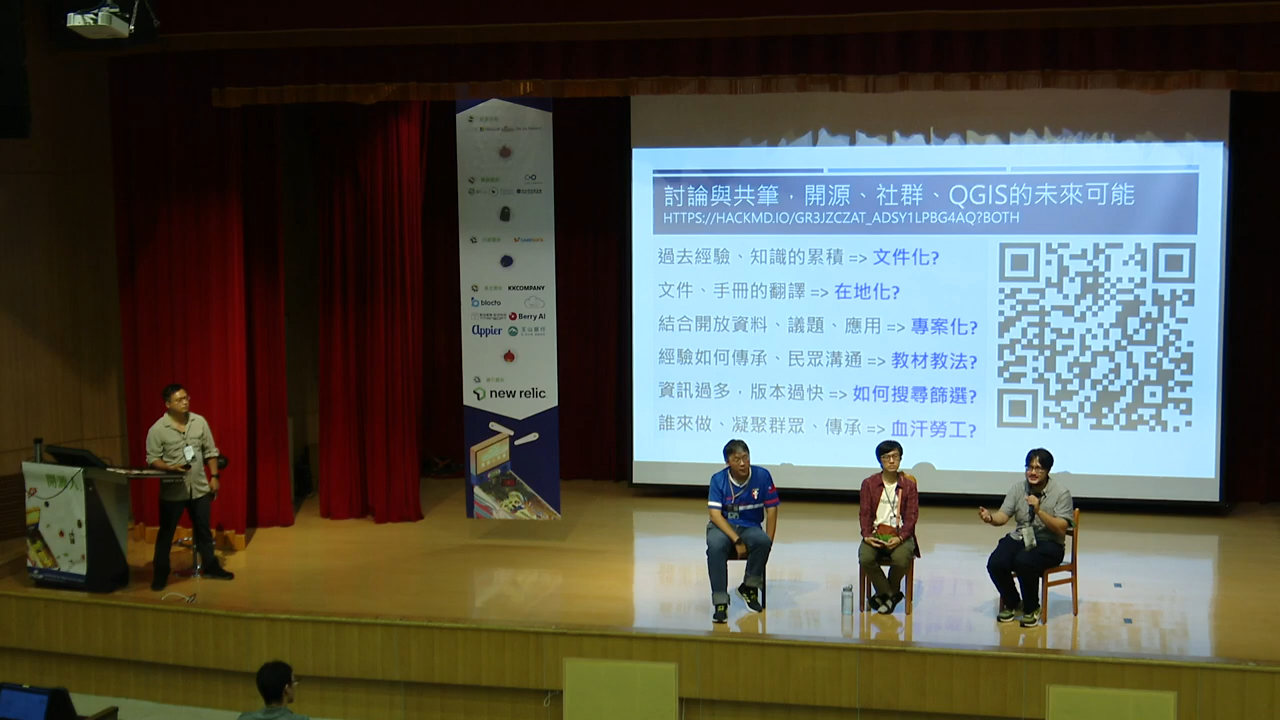 KKCOMPANY
blocto
Berry AI
Appier
玉山銀行
new relic
討論與共筆，開源、社群、QGIS的未來可能
HTTPS://HACKMD.IO/GR3JZCZAT_ADSY1LPBG4AQ?BOTH
過去經驗、知識的累積 => 文件化?
文件、手冊的翻譯 => 在地化?
結合開放資料、議題、應用 => 專案化?
經驗如何傳承、民眾溝通 => 教材教法?
資訊過多，版本過快 => 如何搜尋篩選?
誰來做、凝聚群眾、傳承 => 血汗勞工?